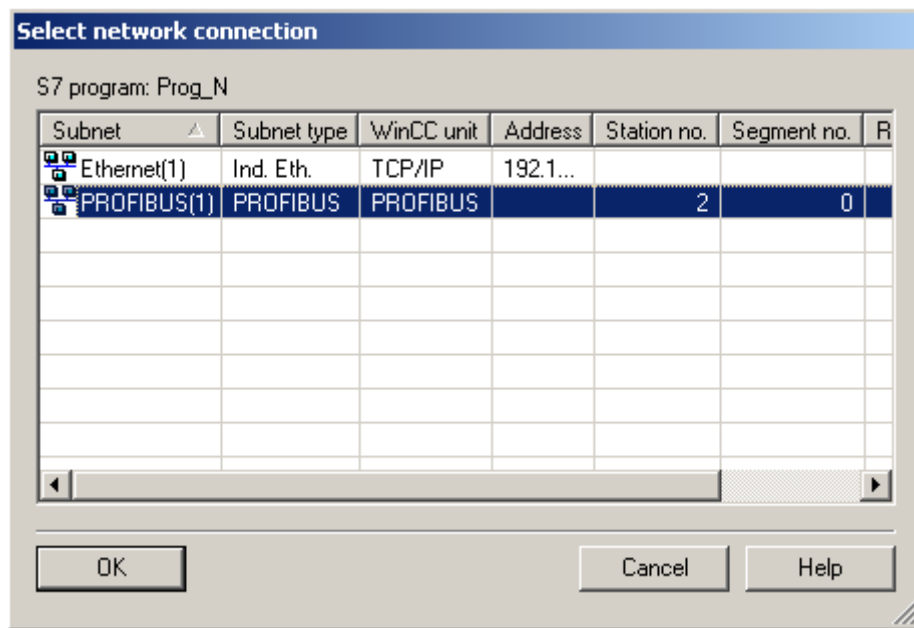 Select network connection
S7 program: Prog_N
Subnet Subnet type WinCC unit Address Station no. Segment no. R
Ethernet(1) Ind. Eth. TCP/IP 192.1...
PROFIBUS(1) PROFIBUS PROFIBUS 2 0
OK Cancel Help